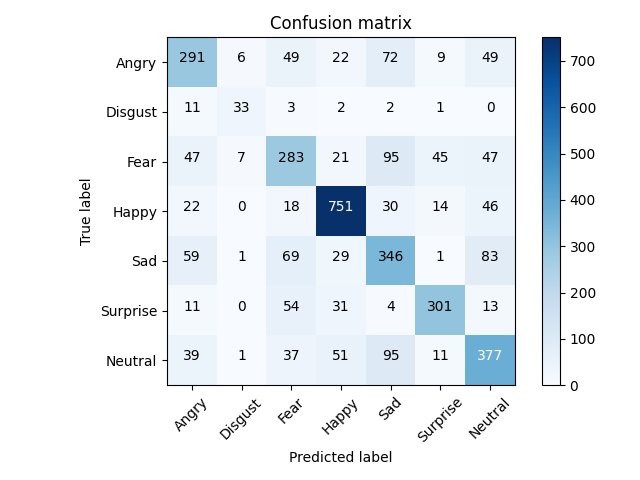 Confusion matrix
True label
Angry 291 6 49 22 72 9 49
Disgust 11 33 3 2 2 1 0
Fear 47 7 283 21 95 45 47
Happy 22 0 18 751 30 14 46
Sad 59 1 69 29 346 1 83
Surprise 11 0 54 31 4 301 13
Neutral 39 1 37 51 95 11 377
Angry Disgust Fear Happy Sad Surprise Neutral
Predicted label
700
600
500
400
300
200
100
0